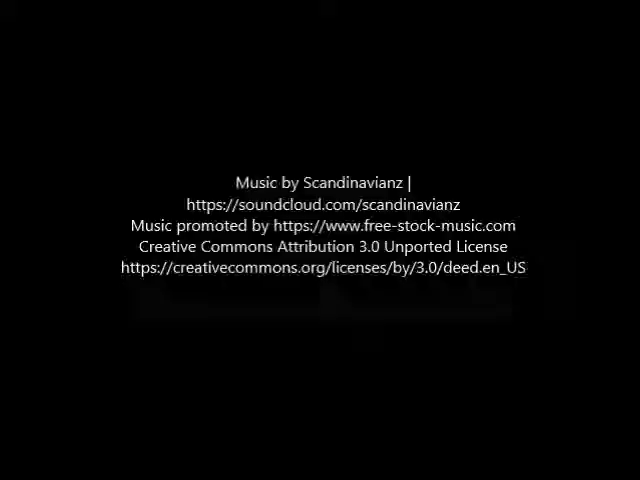 Music by Scandinavianz |
https://soundcloud.com/scandinavianz
Music promoted by https://www.free-stock-music.com
Creative Commons Attribution 3.0 Unported License
https://creativecommons.org/licenses/by/3.0/deed.en_US